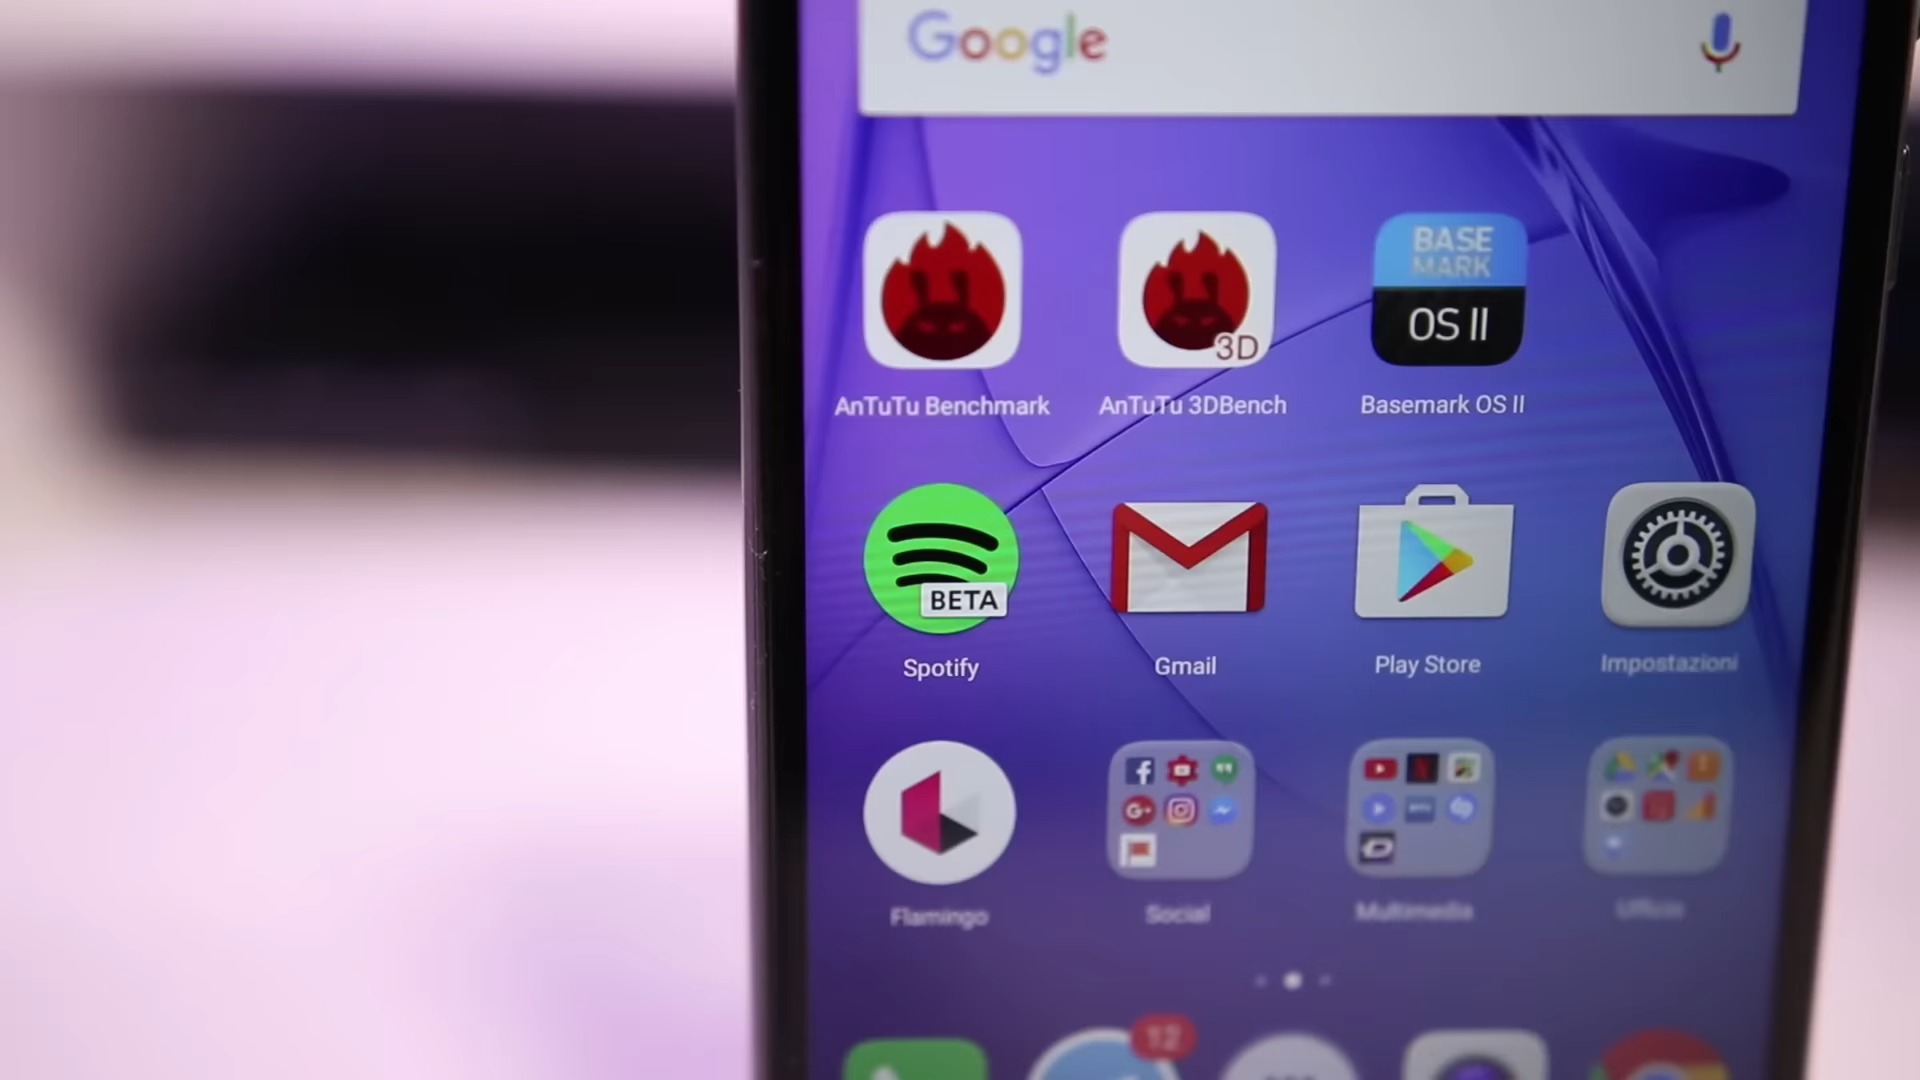 Google
BASE
MARK
3D
OS II
AnTuTu Benchmark
AnTuTu 3DBench
Basemark OS II
BETA
Spotify
Gmail
Play Store
Impostazioni
Flamingo
Social
Multimedia
Ufficio
12